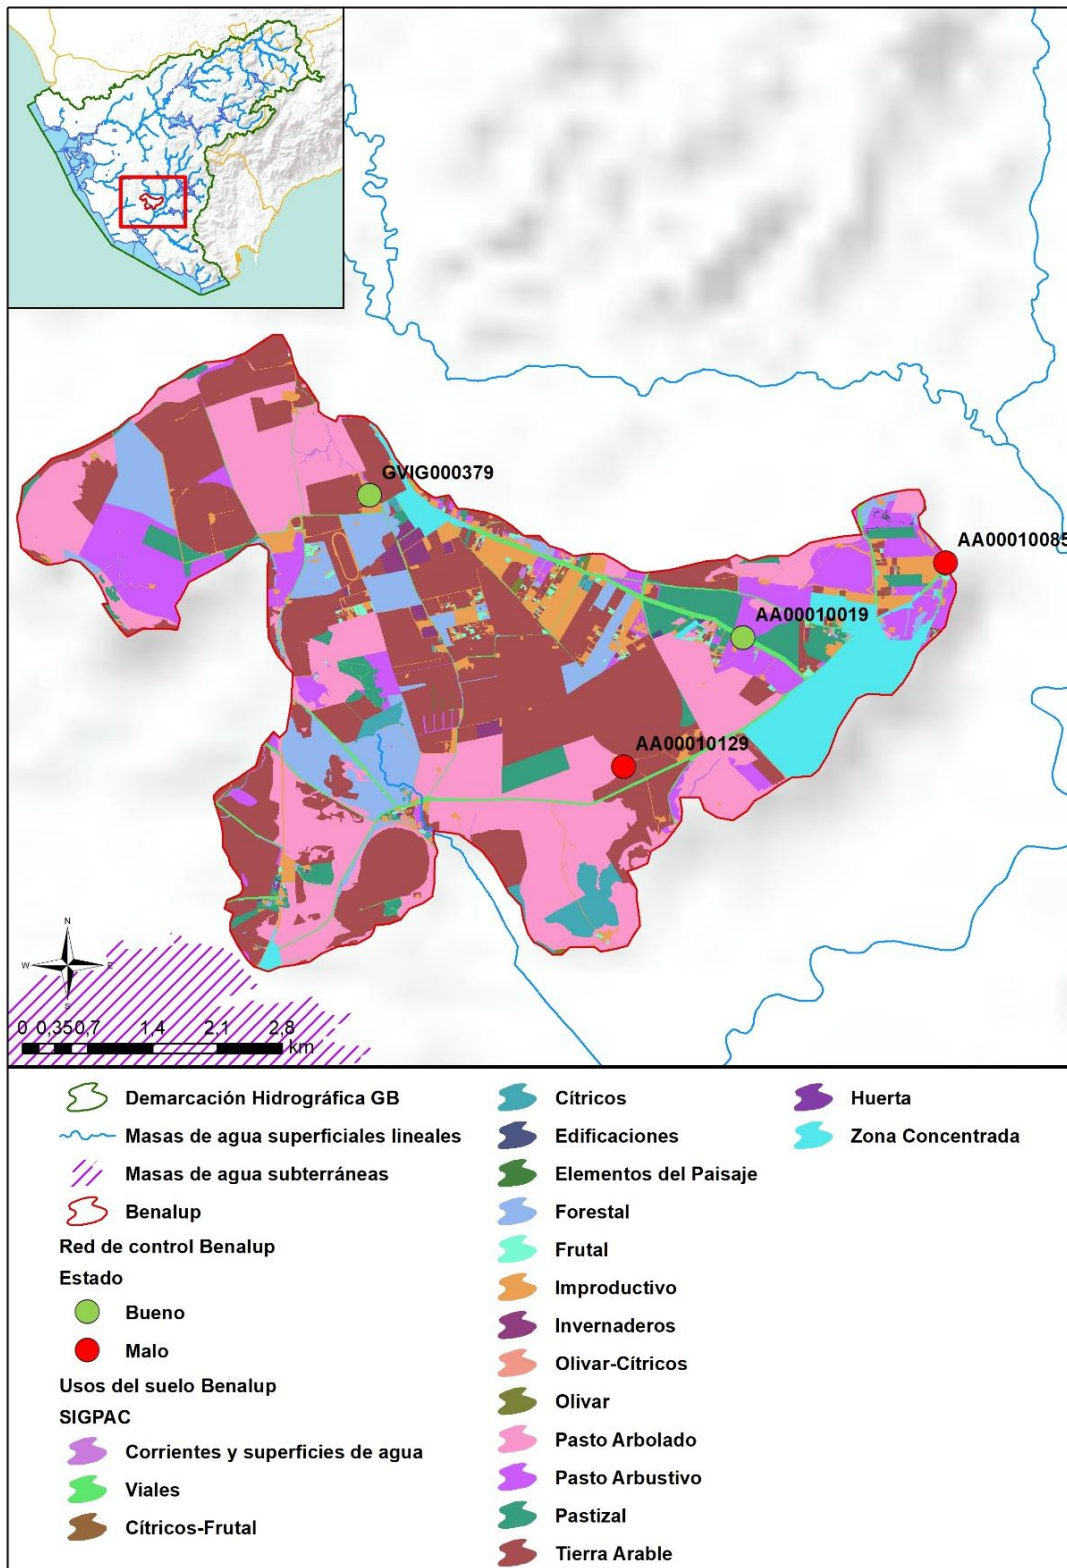 GVIG000379
AA00010085
AA00010019
AA00010129
N
W E
S
0 0,35 0,7 1,4 2,1 2,8
km
Demarcación Hidrográfica GB
Masas de agua superficiales lineales
Masas de agua subterráneas
Benalup
Red de control Benalup
Estado
Bueno
Malo
Usos del suelo Benalup
SIGPAC
Corrientes y superficies de agua
Viales
Cítricos-Frutal
Cítricos
Edificaciones
Elementos del Paisaje
Forestal
Frutal
Improductivo
Invernaderos
Olivar-Cítricos
Olivar
Pasto Arbolado
Pasto Arbustivo
Pastizal
Tierra Arable
Huerta
Zona Concentrada